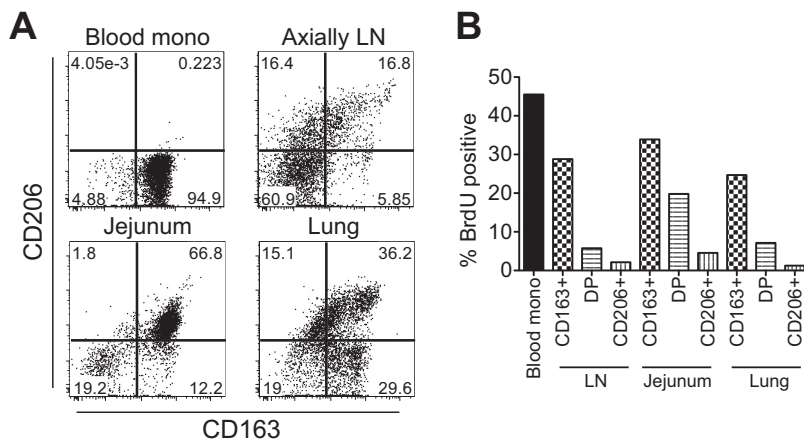 A
B
Blood mono
Axially LN
4.05e-3
0.223
4.88
94.9
16.4
16.8
60.9
5.85
Jejunum
Lung
1.8
66.8
19.2
12.2
15.1
36.2
19
29.6
CD206
CD163
% BrdU positive
50
40
30
20
10
0
Blood mono
CD163+
DP
CD206+
CD163+
DP
CD206+
CD163+
DP
CD206+
LN
Jejunum
Lung